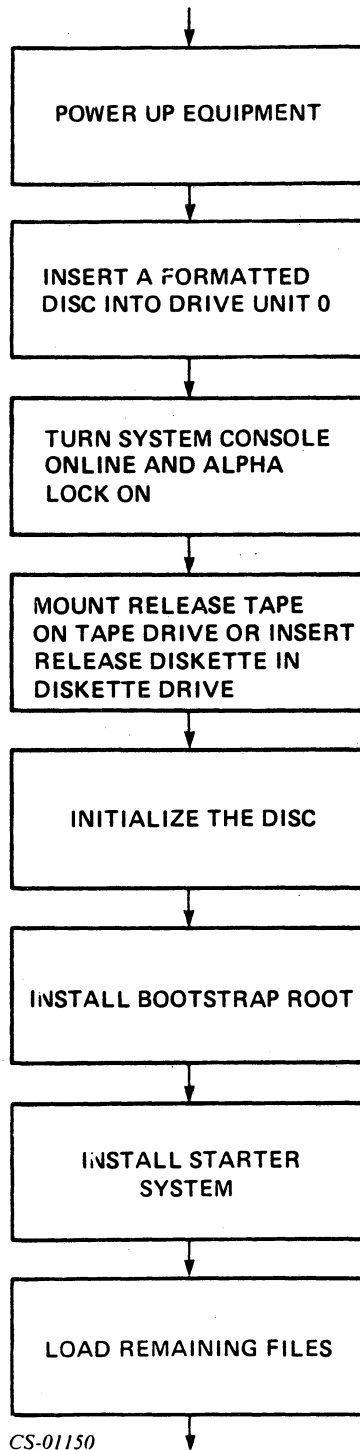 POWER UP EQUIPMENT
INSERT A FORMATTED
DISC INTO DRIVE UNIT 0
TURN SYSTEM CONSOLE
ONLINE AND ALPHA
LOCK ON
MOUNT RELEASE TAPE
ON TAPE DRIVE OR INSERT
RELEASE DISKETTE IN
DISKETTE DRIVE
INITIALIZE THE DISC
INSTALL BOOTSTRAP ROOT
INSTALL STARTER
SYSTEM
LOAD REMAINING FILES
CS-01150